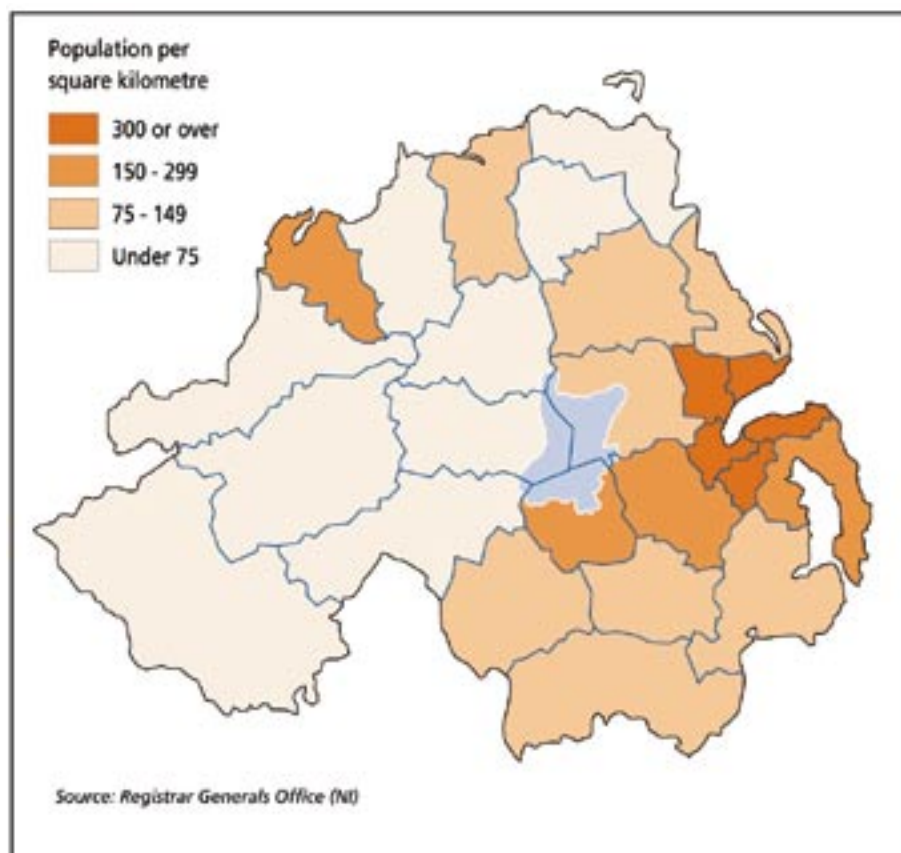 Population per
square kilometre
300 or over
150 - 299
75 - 149
Under 75
Source: Registrar Generals Office (NI)